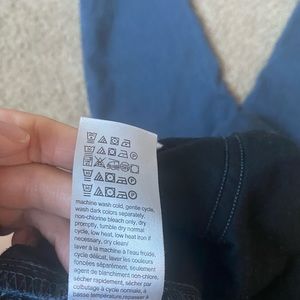 machine wash cold, gentle cycle,
wash dark colors separately,
non-chlorine bleach only, dry
promptly, tumble dry normal
cycle, low heat, low heat iron if
necessary, dry clean/
laver à la machine à l'eau froide,
cycle délicat, laver les couleurs
foncées séparément, seulement
agent de blanchiment non-
chloré, sécher rapidement, sécher par
culbutage à cycle normale, à
basse température, repasser